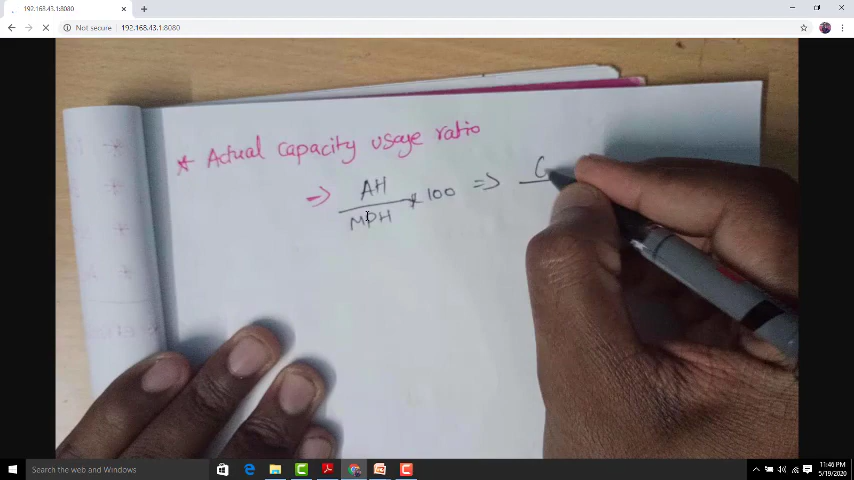 192.168.43.1:8080
Not secure 192.168.43.1:8080
* Actual capacity usage ratio
→ AH / MPH * 100 =>
Search the web and Windows
11:46 PM
5/19/2020